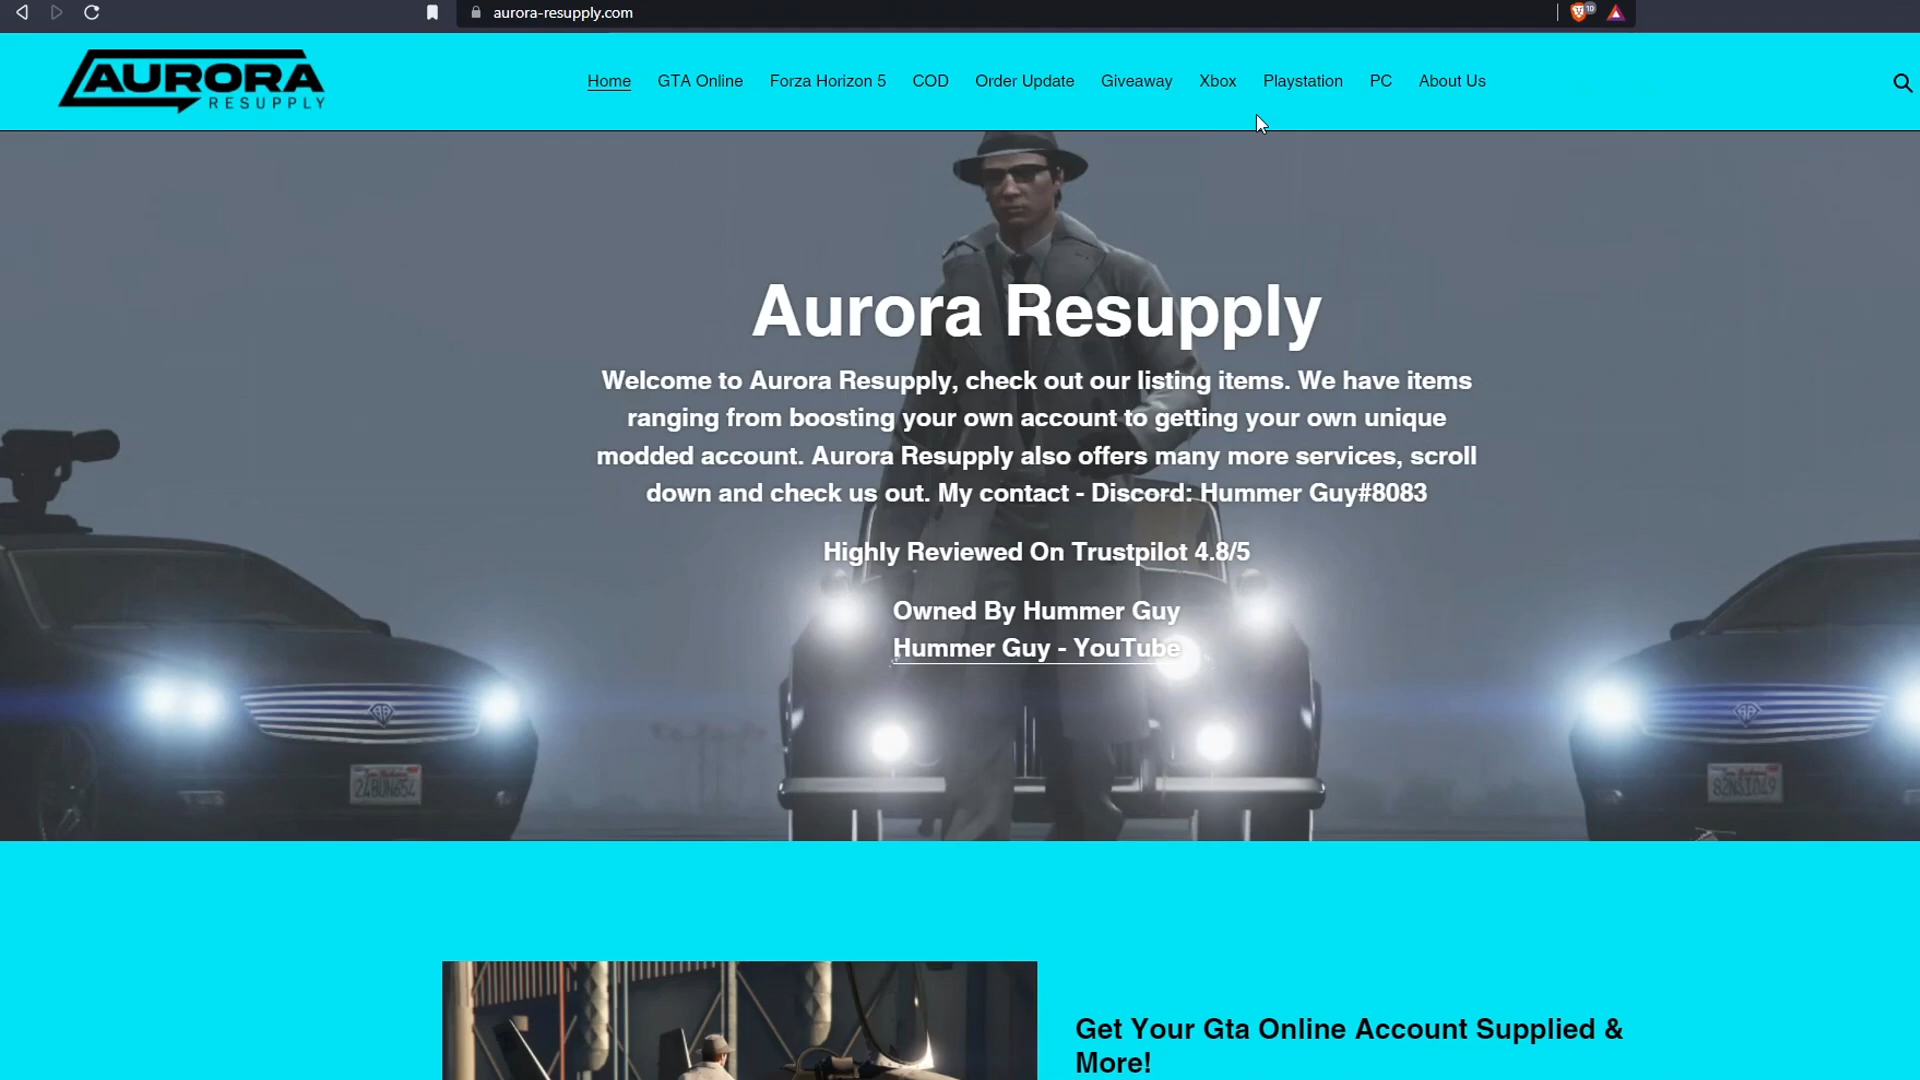 aurora-resupply.com
10
AURORA
RESUPPLY
Home GTA Online Forza Horizon 5 COD Order Update Giveaway Xbox Playstation PC About Us
Aurora Resupply
Welcome to Aurora Resupply, check out our listing items. We have items
ranging from boosting your own account to getting your own unique
modded account. Aurora Resupply also offers many more services, scroll
down and check us out. My contact - Discord: Hummer Guy#8083
Highly Reviewed On Trustpilot 4.8/5
Owned By Hummer Guy
Hummer Guy - YouTube
Get Your Gta Online Account Supplied &
More!